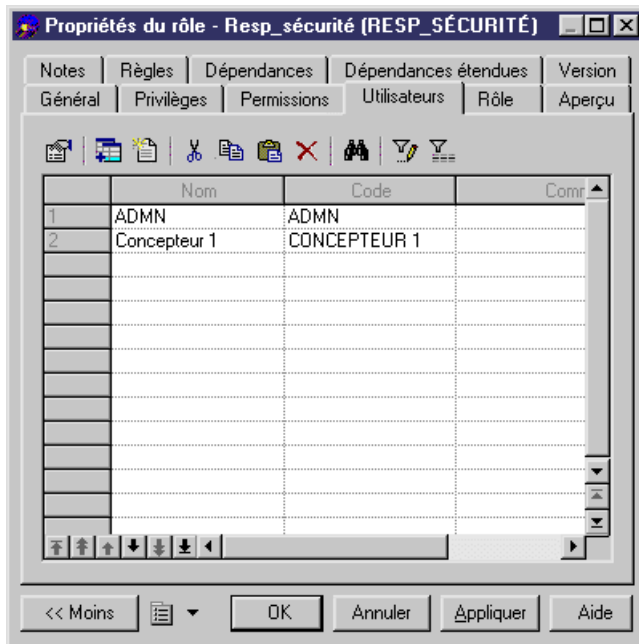 Propriétés du rôle - Resp_sécurité (RESP_SÉCURITÉ)
Notes Règles Dépendances Dépendances étendues Version
Général Privilèges Permissions Utilisateurs Rôle Aperçu
Nom Code Comm
1 ADMN ADMN
2 Concepteur 1 CONCEPTEUR 1
<< Moins OK Annuler Appliquer Aide